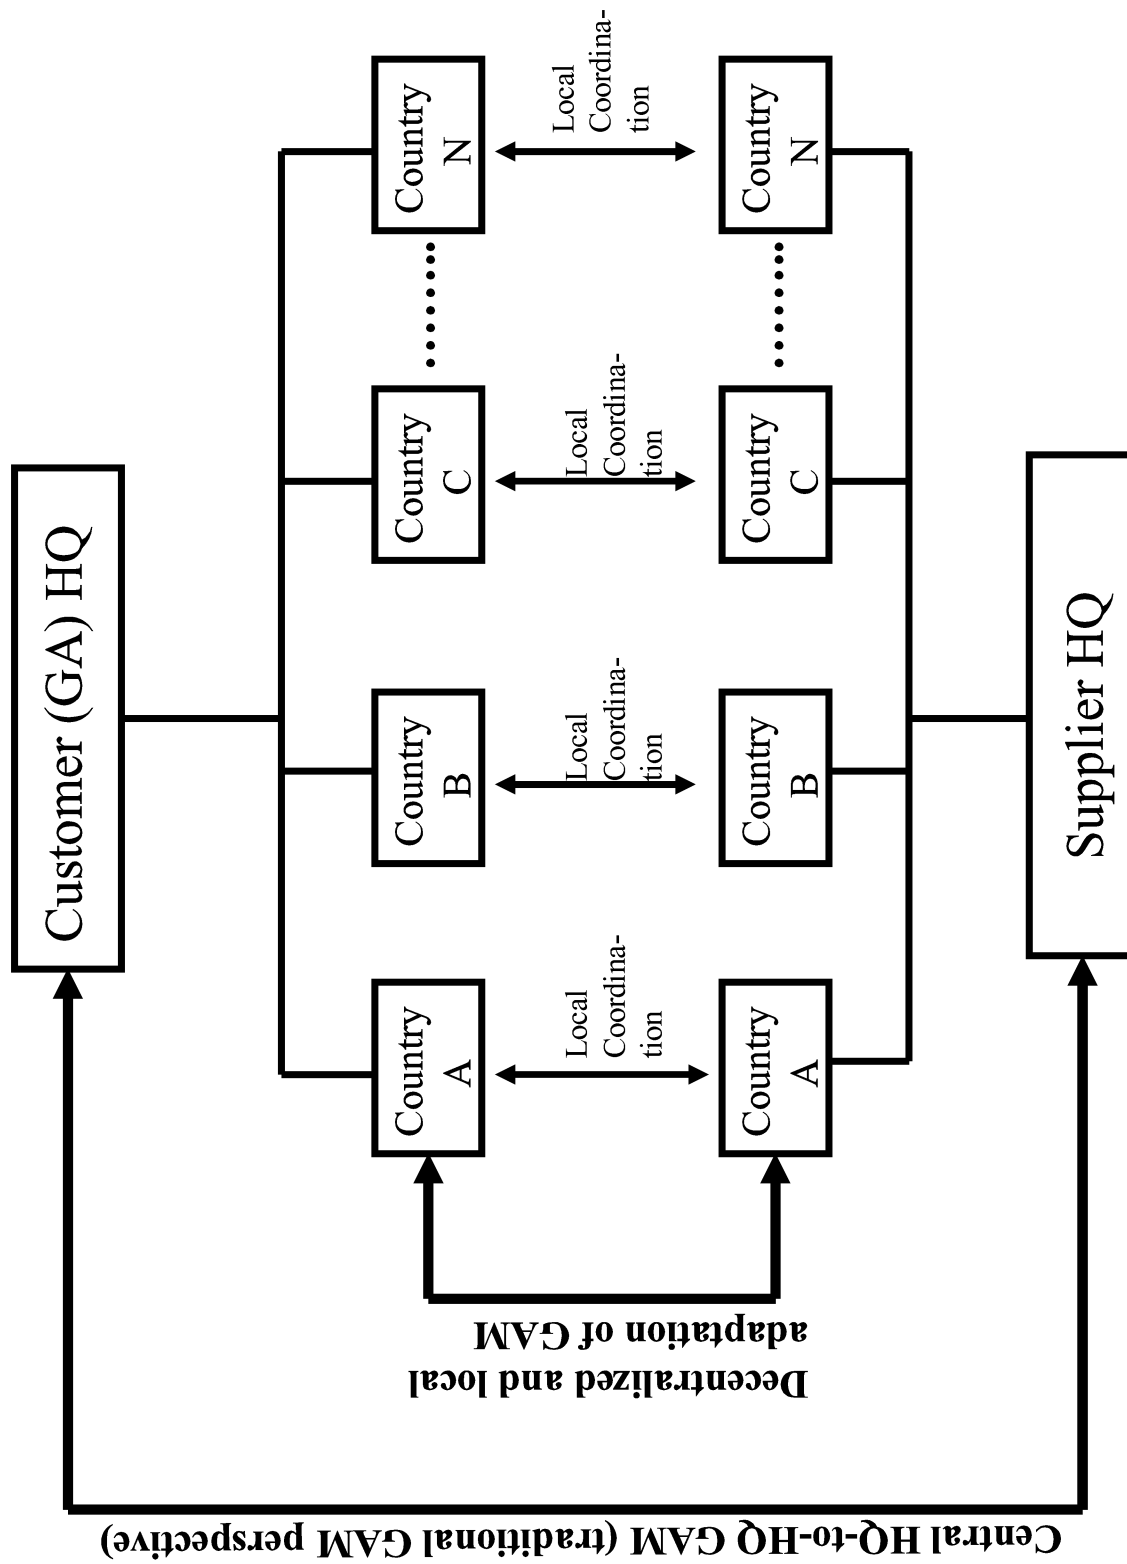 Customer (GA) HQ
Country
A
Country
B
Country
C
Country
N
Local
Coordina-
tion
Local
Coordina-
tion
Local
Coordina-
tion
Local
Coordina-
tion
Country
A
Country
B
Country
C
Country
N
Supplier HQ
Decentralized and local
adaptation of GAM
Central HQ-to-HQ GAM (traditional GAM perspective)